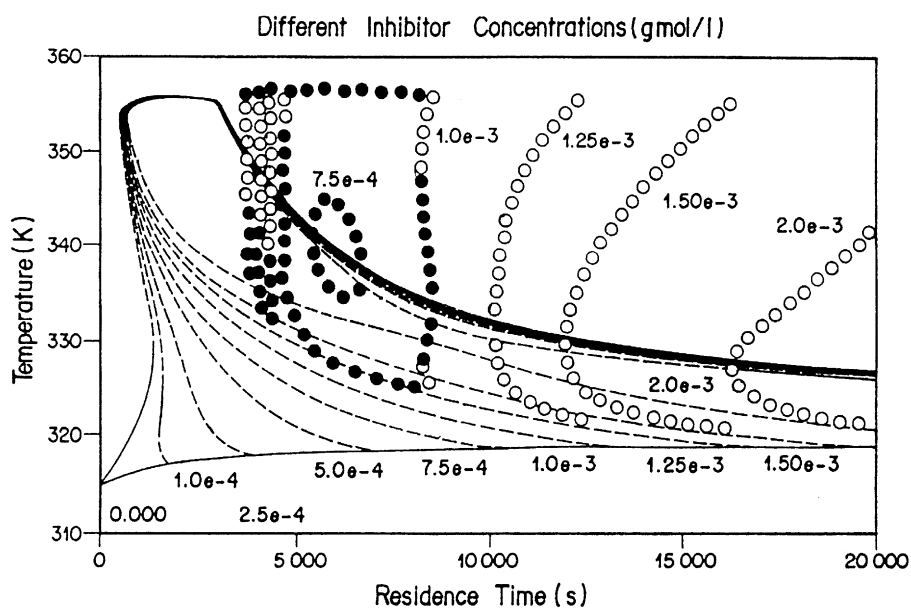 Different Inhibitor Concentrations (gmol/l)
360
350
340
330
320
310
Temperature (K)
1.0e-3
1.25e-3
7.5e-4
1.50e-3
2.0e-3
2.0e-3
1.0e-4
5.0e-4
7.5e-4
1.0e-3
1.25e-3
1.50e-3
0.000
2.5e-4
0
5 000
10 000
15 000
20 000
Residence Time (s)